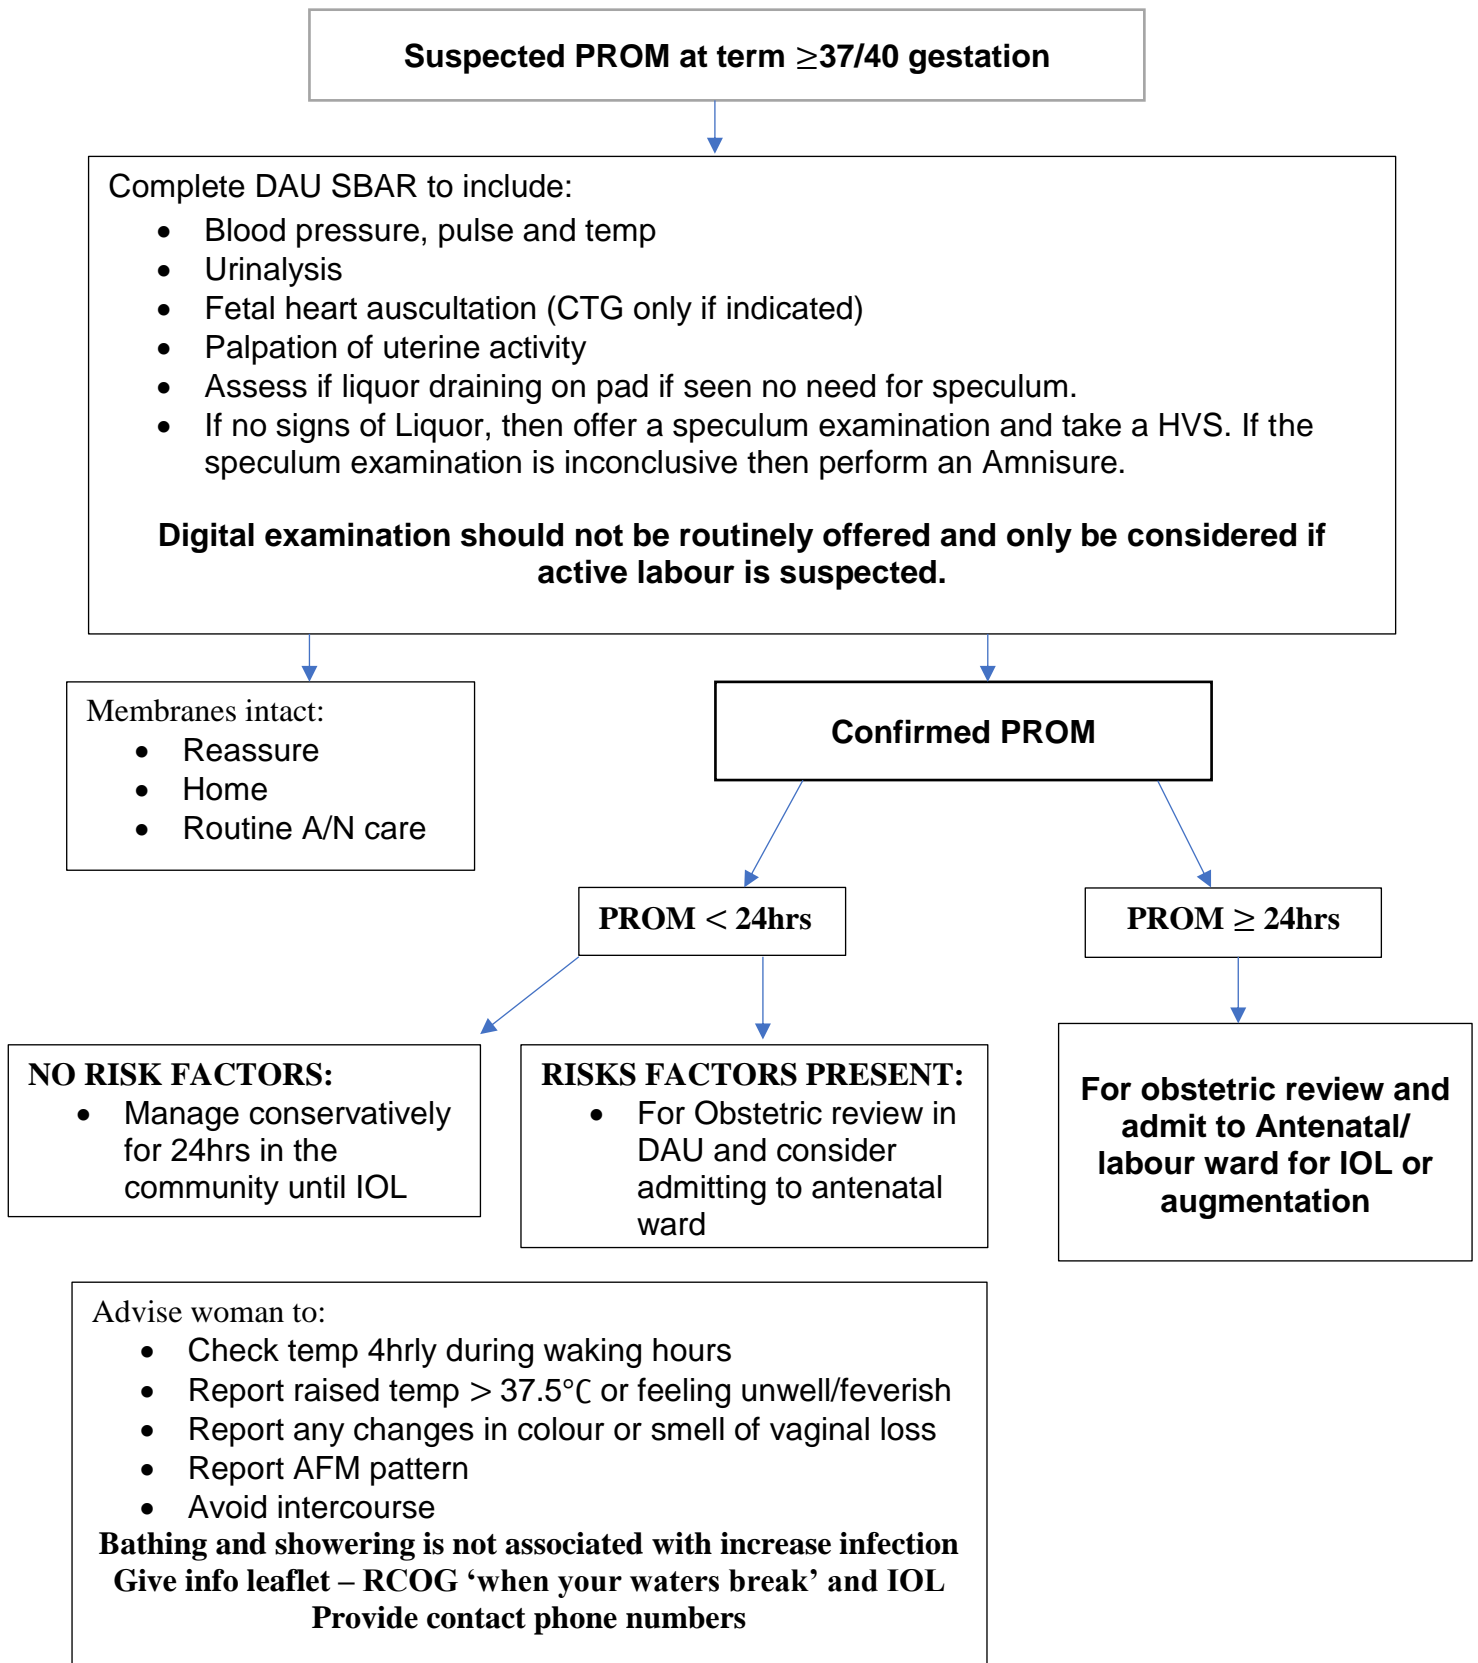 Suspected PROM at term ≥37/40 gestation
Complete DAU SBAR to include:
• Blood pressure, pulse and temp
• Urinalysis
• Fetal heart auscultation (CTG only if indicated)
• Palpation of uterine activity
• Assess if liquor draining on pad if seen no need for speculum.
• If no signs of Liquor, then offer a speculum examination and take a HVS. If the
speculum examination is inconclusive then perform an Amnisure.
Digital examination should not be routinely offered and only be considered if
active labour is suspected.
Membranes intact:
• Reassure
• Home
• Routine A/N care
Confirmed PROM
PROM < 24hrs
PROM ≥ 24hrs
NO RISK FACTORS:
• Manage conservatively
for 24hrs in the
community until IOL
RISKS FACTORS PRESENT:
• For Obstetric review in
DAU and consider
admitting to antenatal
ward
For obstetric review and
admit to Antenatal/
labour ward for IOL or
augmentation
Advise woman to:
• Check temp 4hrly during waking hours
• Report raised temp > 37.5°C or feeling unwell/feverish
• Report any changes in colour or smell of vaginal loss
• Report AFM pattern
• Avoid intercourse
Bathing and showering is not associated with increase infection
Give info leaflet – RCOG ‘when your waters break’ and IOL
Provide contact phone numbers